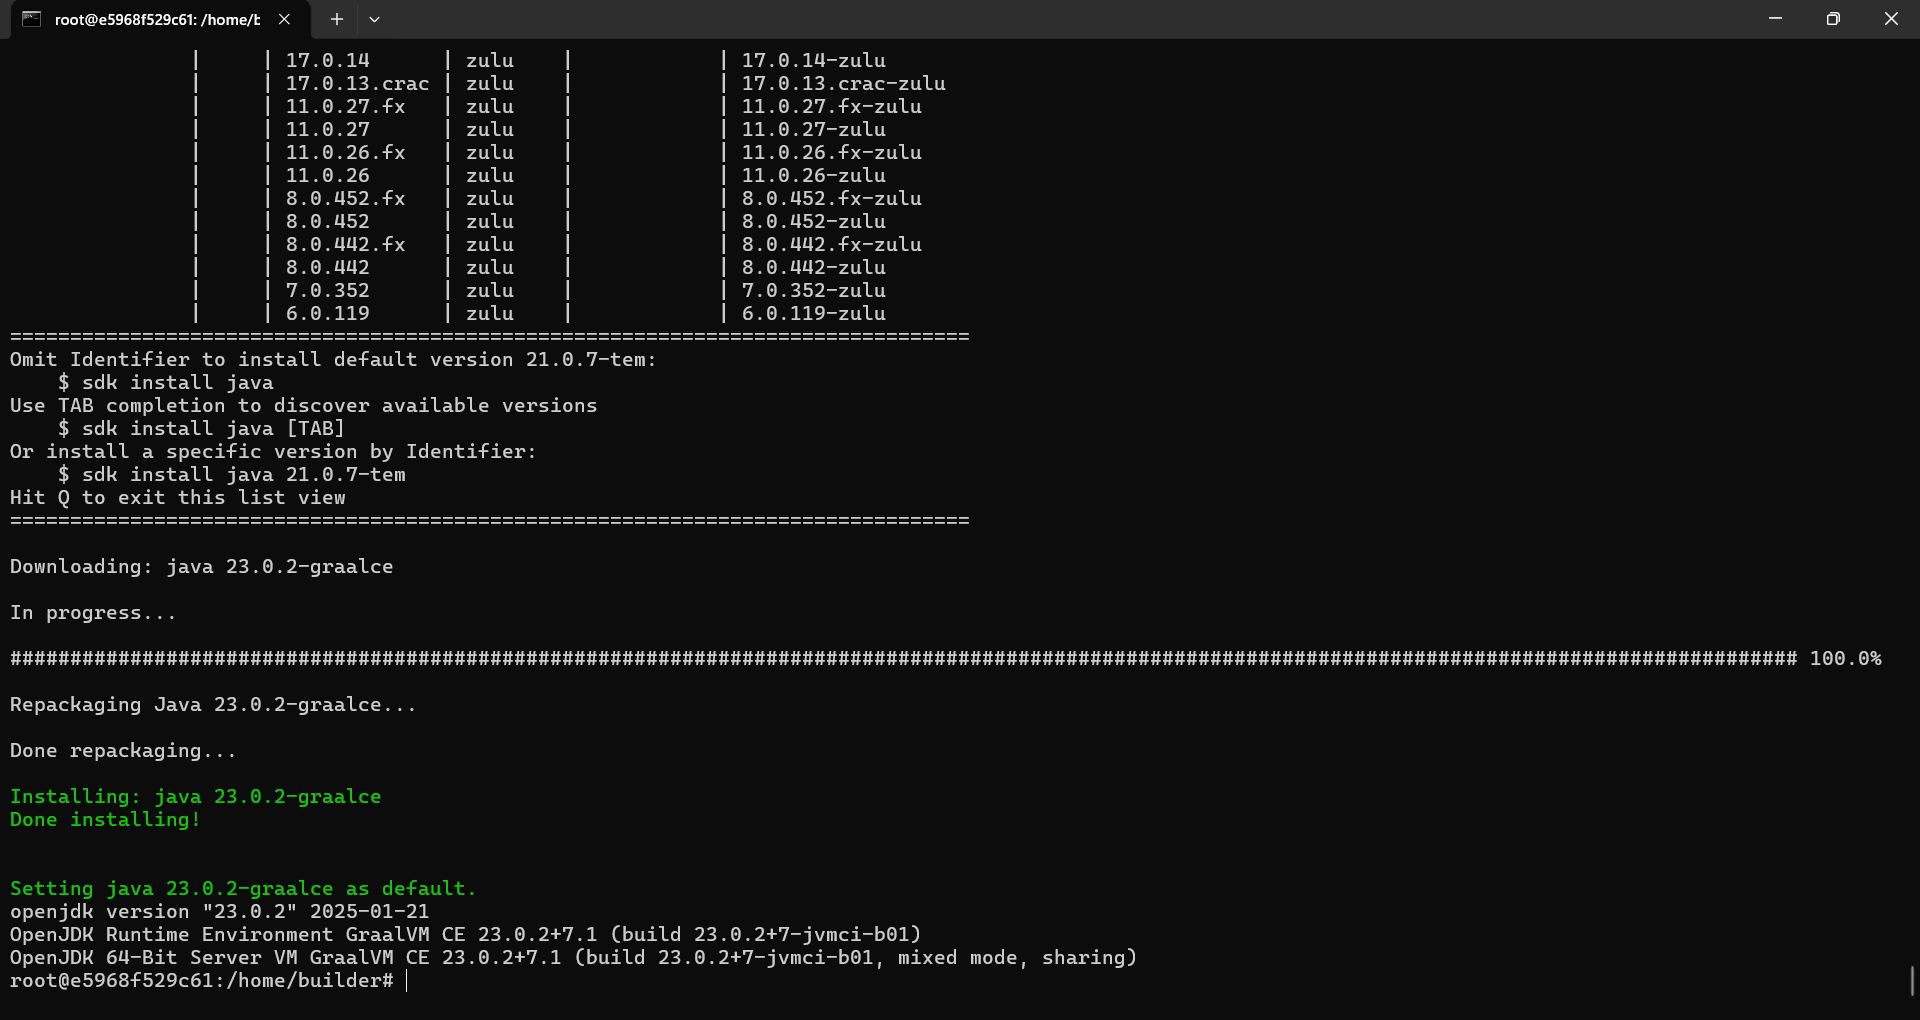 root@e5968f529c61: /home/b
| | 17.0.14 | zulu | | 17.0.14-zulu
| | 17.0.13.crac | zulu | | 17.0.13.crac-zulu
| | 11.0.27.fx | zulu | | 11.0.27.fx-zulu
| | 11.0.27 | zulu | | 11.0.27-zulu
| | 11.0.26.fx | zulu | | 11.0.26.fx-zulu
| | 11.0.26 | zulu | | 11.0.26-zulu
| | 8.0.452.fx | zulu | | 8.0.452.fx-zulu
| | 8.0.452 | zulu | | 8.0.452-zulu
| | 8.0.442.fx | zulu | | 8.0.442.fx-zulu
| | 8.0.442 | zulu | | 8.0.442-zulu
| | 7.0.352 | zulu | | 7.0.352-zulu
| | 6.0.119 | zulu | | 6.0.119-zulu
================================================================================
Omit Identifier to install default version 21.0.7-tem:
$ sdk install java
Use TAB completion to discover available versions
$ sdk install java [TAB]
Or install a specific version by Identifier:
$ sdk install java 21.0.7-tem
Hit Q to exit this list view
================================================================================
Downloading: java 23.0.2-graalce
In progress...
##################################################################################################################################################### 100.0%
Repackaging Java 23.0.2-graalce...
Done repackaging...
Installing: java 23.0.2-graalce
Done installing!
Setting java 23.0.2-graalce as default.
openjdk version "23.0.2" 2025-01-21
OpenJDK Runtime Environment GraalVM CE 23.0.2+7.1 (build 23.0.2+7-jvmci-b01)
OpenJDK 64-Bit Server VM GraalVM CE 23.0.2+7.1 (build 23.0.2+7-jvmci-b01, mixed mode, sharing)
root@e5968f529c61:/home/builder#